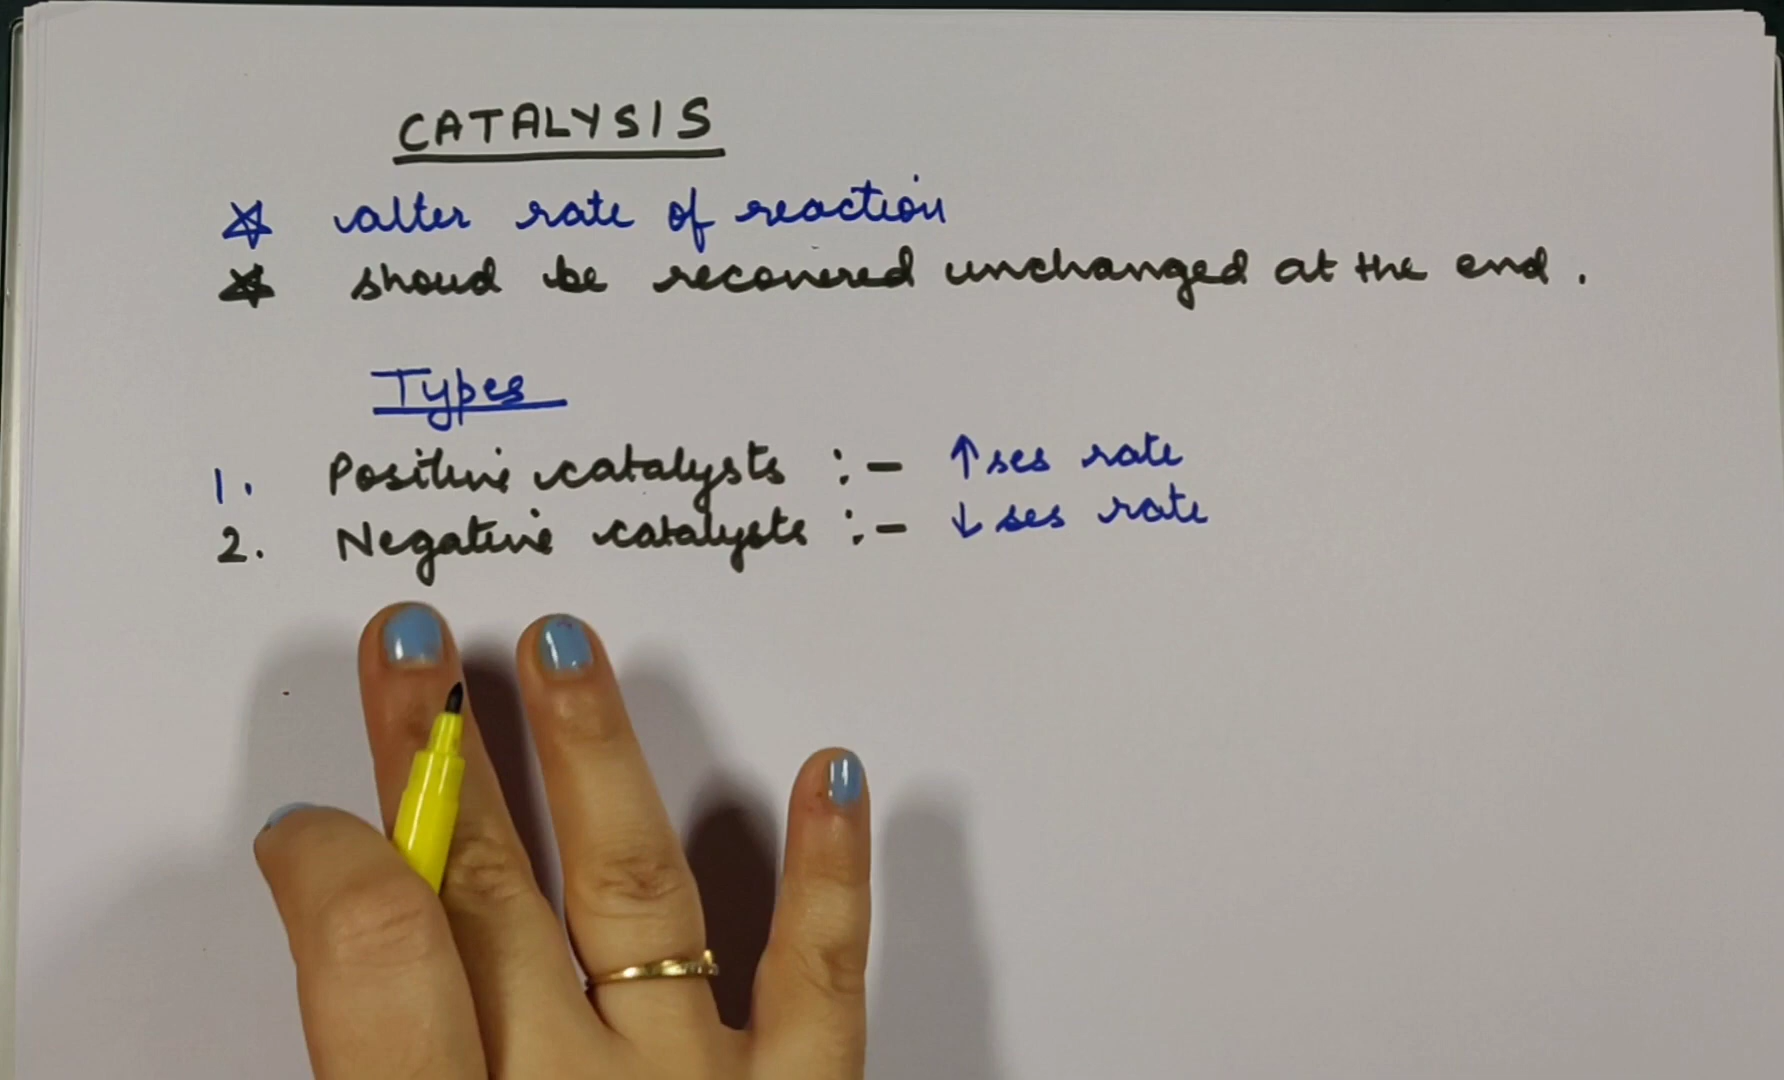 CATALYSIS
☆ alter rate of reaction
☆ shoud be recovered unchanged at the end .
Types
1. Positive catalysts :- ↑ses rate
2. Negative catalysts :- ↓ses rate